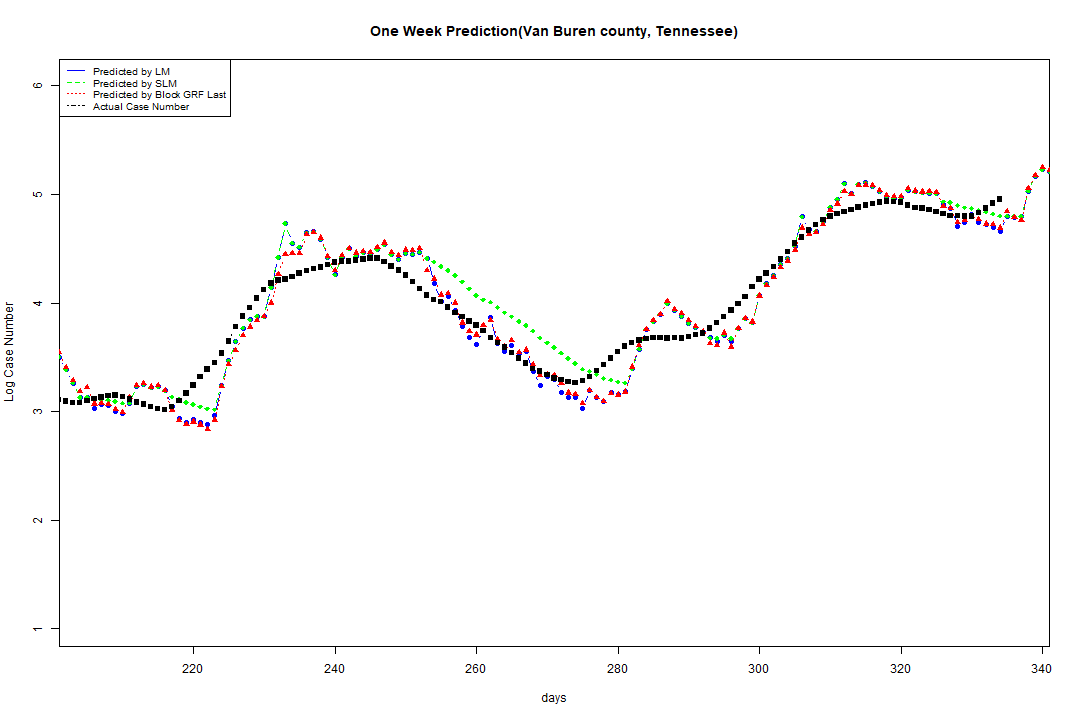 One Week Prediction(Van Buren county, Tennessee)
Predicted by LM
Predicted by SLM
Predicted by Block GRF Last
Actual Case Number
6
5
4
3
2
1
Log Case Number
220 240 260 280 300 320 340
days